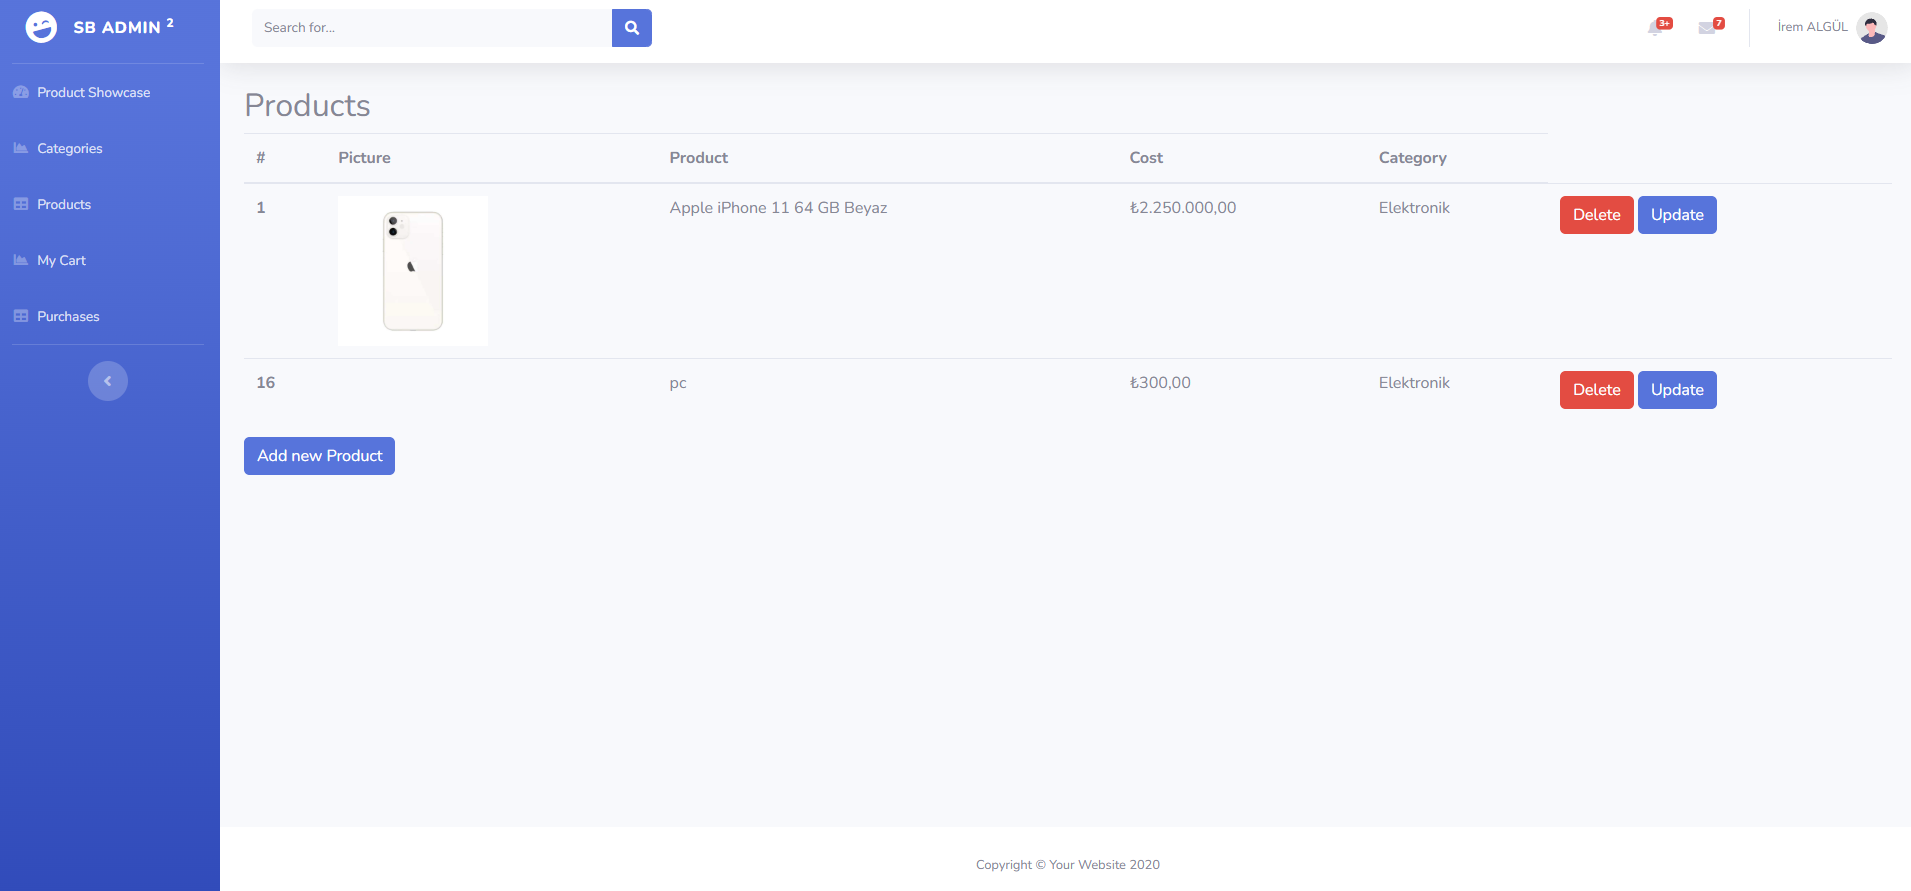 SB ADMIN 2
Search for...
3+
7
İrem ALGÜL
Product Showcase
Categories
Products
My Cart
Purchases
Products
# Picture Product Cost Category
1 Apple iPhone 11 64 GB Beyaz ₺2.250.000,00 Elektronik Delete Update
16 pc ₺300,00 Elektronik Delete Update
Add new Product
Copyright © Your Website 2020